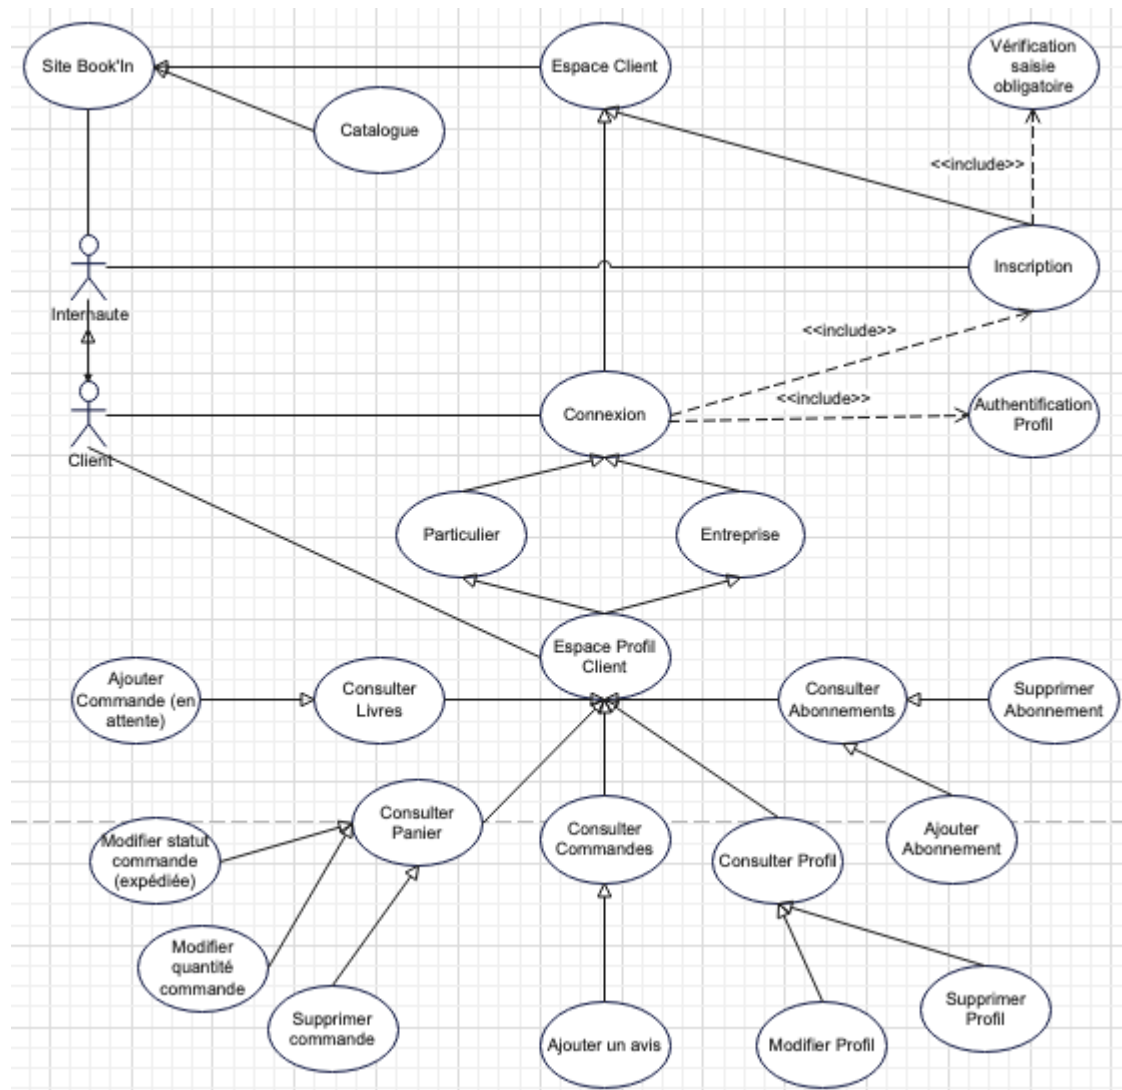 Site Book'In
Espace Client
Vérification
saisie
obligatoire
Catalogue
<<include>>
Inscription
Internaute
<<include>>
<<include>>
Connexion
Authentification
Profil
Client
Particulier
Entreprise
Espace Profil
Client
Ajouter
Commande (en
attente)
Consulter
Livres
Consulter
Abonnements
Supprimer
Abonnement
Consulter
Panier
Modifier statut
commande
(expédiée)
Consulter
Commandes
Consulter Profil
Ajouter
Abonnement
Modifier
quantité
commande
Supprimer
commande
Ajouter un avis
Modifier Profil
Supprimer
Profil